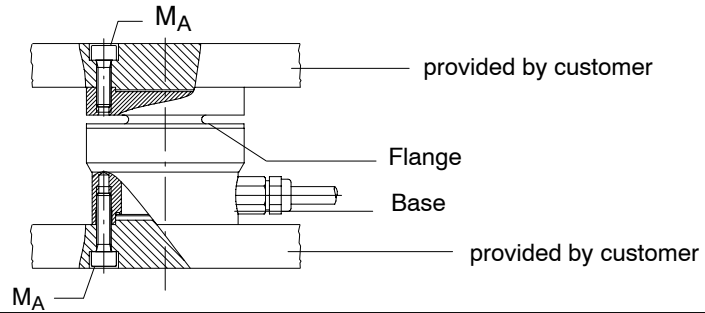 MA
provided by customer
Flange
Base
provided by customer
MA